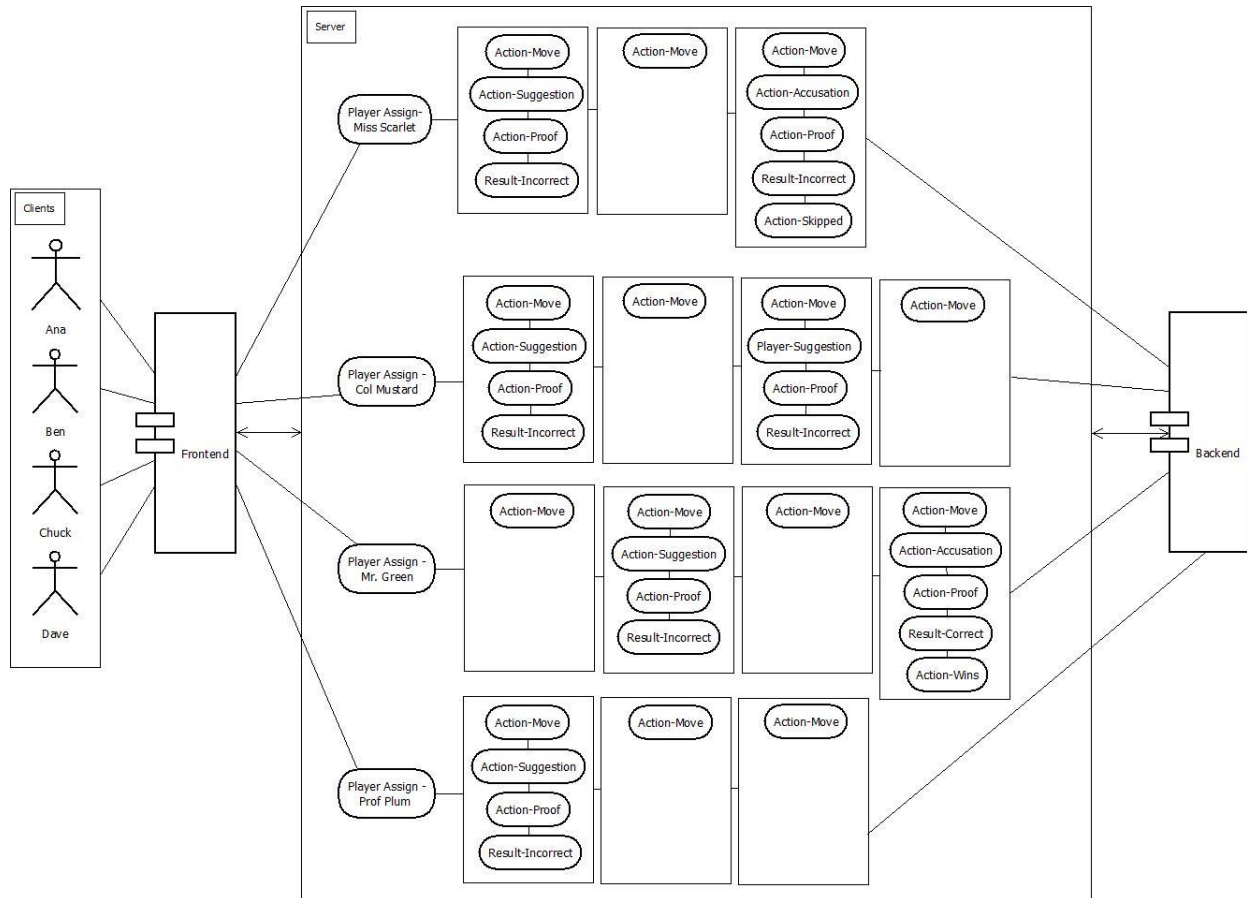 Server
Action-Move
Action-Suggestion
Action-Proof
Result-Incorrect
Action-Move
Action-Move
Action-Accusation
Action-Proof
Result-Incorrect
Action-Skipped
Player Assign-
Miss Scarlet
Clients
Ana
Ben
Chuck
Dave
Frontend
Player Assign -
Col Mustard
Action-Move
Action-Suggestion
Action-Proof
Result-Incorrect
Action-Move
Action-Move
Player-Suggestion
Action-Proof
Result-Incorrect
Action-Move
Backend
Player Assign -
Mr. Green
Action-Move
Action-Move
Action-Suggestion
Action-Proof
Result-Incorrect
Action-Move
Action-Move
Action-Accusation
Action-Proof
Result-Correct
Action-Wins
Player Assign -
Prof Plum
Action-Move
Action-Suggestion
Action-Proof
Result-Incorrect
Action-Move
Action-Move